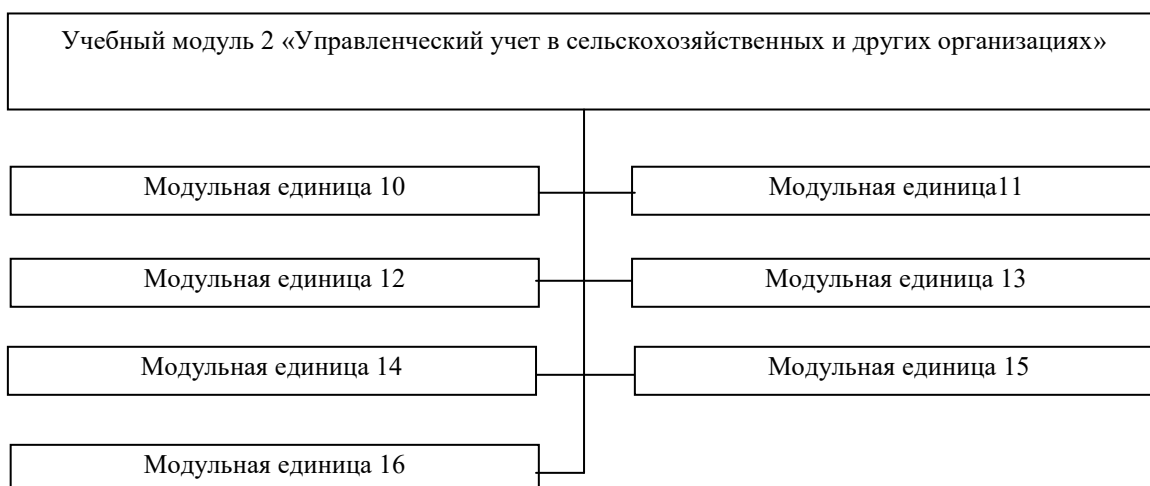 Учебный модуль 2 «Управленческий учет в сельскохозяйственных и других организациях»
Модульная единица 10
Модульная единица11
Модульная единица 12
Модульная единица 13
Модульная единица 14
Модульная единица 15
Модульная единица 16